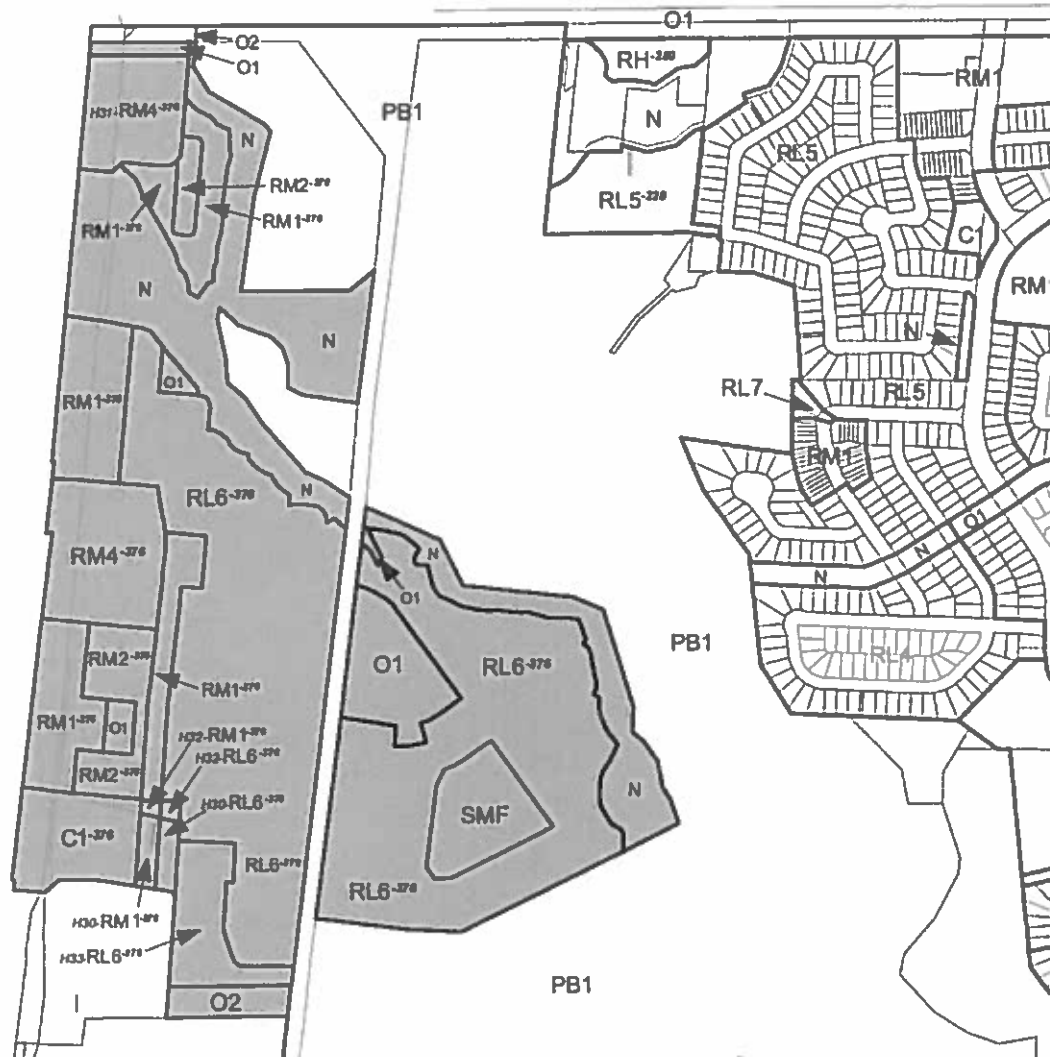 O1
O2
O1
RH-280
RM1
H31-RM4-376
PB1
N
N
RL5
RM2-376
RL5-238
RM1-376
RM1-376
C1
N
RM1
N
N
O1
RL7
RL5
RM1-376
RM1
RL6-376
N
O1
RM4-376
N
N
O1
N
PB1
RM2-376
O1
RL6-376
RL4
RM1-376
RM1-376
O1
H32-RM1-376
H32-RL6-376
RM2-376
H30-RL6-376
N
SMF
C1-376
RL6-376
RL6-376
H30-RM1-376
H33-RL6-376
PB1
I
O2